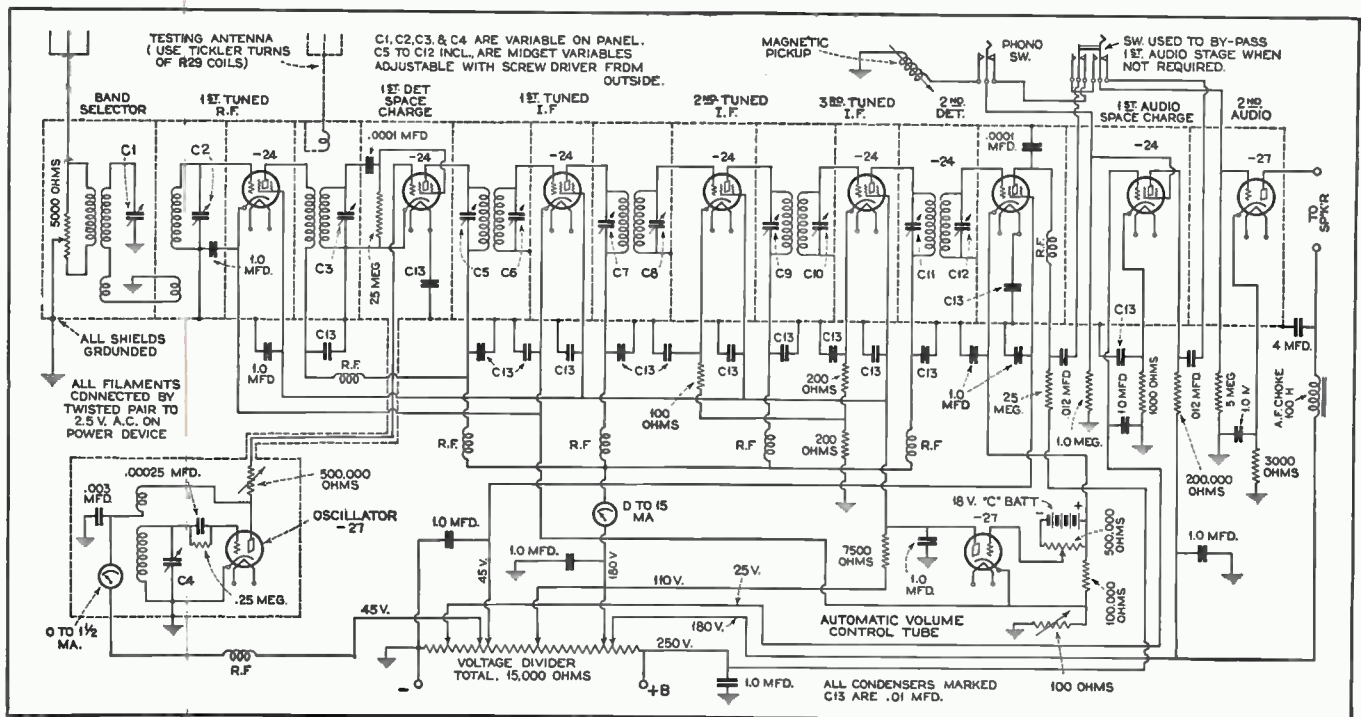 TESTING ANTENNA
( USE TICKLER TURNS
OF R29 COILS)
C1, C2, C3, & C4 ARE VARIABLE ON PANEL.
C5 TO C12 INCL., ARE MIDGET VARIABLES
ADJUSTABLE WITH SCREW DRIVER FROM
OUTSIDE.
MAGNETIC
PICKUP
PHONO
SW.
SW. USED TO BY-PASS
1ST. AUDIO STAGE WHEN
NOT REQUIRED.
BAND
SELECTOR
1ST. TUNED
R.F.
1ST. DET
SPACE
CHARGE
1ST. TUNED
I.F
2ND. TUNED
I.F.
3RD. TUNED
I.F
2ND.
DET.
1ST. AUDIO
SPACE CHARGE
2ND.
AUDIO
5000 OHMS
C1
C2
-24
.0001 MFD
-24
-24
-24
-24
-24
.0001
MFD.
-24
-27
TO
SPK'R
1.0
MFD.
C3
.25 MEG
C13
C5
C6
C7
C8
C9
C10
C11
C12
R.F.
C13
C13
ALL SHIELDS
GROUNDED
1.0
MFD
C13
R.F.
C13
C13
C13
C13
C13
C13
C13
1.0
MFD
.25
MEG.
.012 MFD
1.0 MEG.
1.0 MFD
1000 OHMS
.012 MFD
200,000
OHMS
.5 MEG
1.0 M
3000
OHMS
4 MFD.
A.F. CHOKE
100 H
ALL FILAMENTS
CONNECTED BY
TWISTED PAIR TO
2.5 V. A.C. ON
POWER DEVICE
100
OHMS
200
OHMS
200
OHMS
R.F
R.F
R.F
R.F
.00025 MFD.
.003
MFD.
500,000
OHMS
OSCILLATOR
-27
C4
.25 MEG.
0 TO 1½
MA.
R.F
0 TO 15
MA
1.0 MFD.
1.0 MFD.
45V.
180V.
7500
OHMS
1.0
MFD.
-27
18 V. "C" BATT
- +
500,000
OHMS
100,000
OHMS
1.0 MFD.
110 V.
25 V.
45 V.
180 V.
250 V.
AUTOMATIC VOLUME
CONTROL TUBE
100 OHMS
VOLTAGE DIVIDER
TOTAL, 15,000 OHMS
-
+B
1.0 MFD.
ALL CONDENSERS MARKED
C13 ARE .01 MFD.